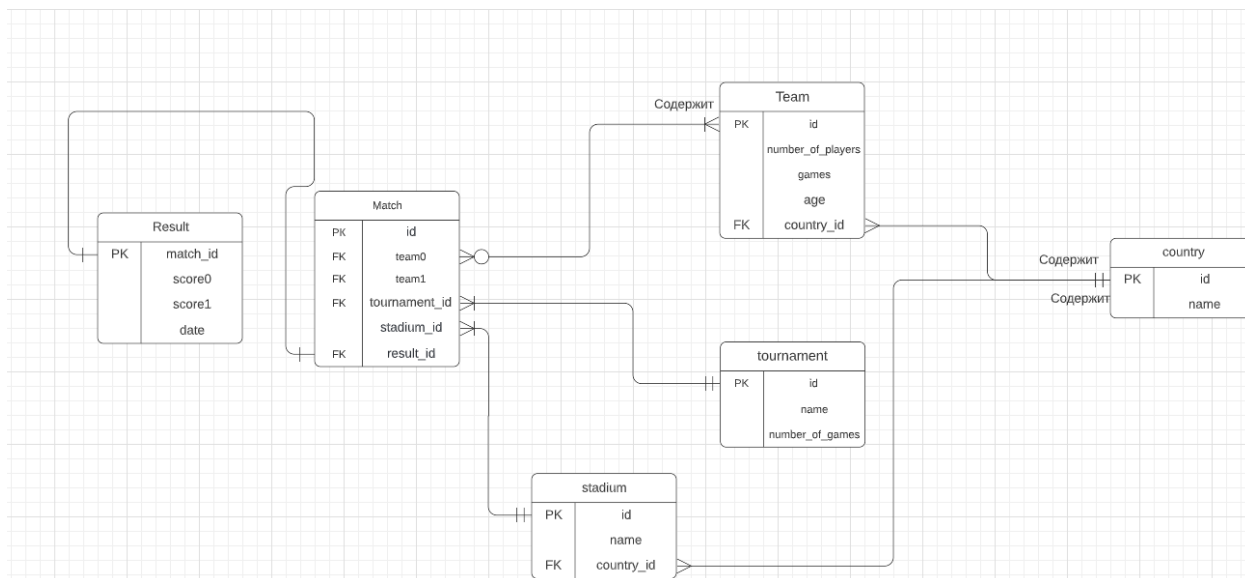 Содержит
Team
PK id
number_of_players
games
age
FK country_id
Match
PK id
FK team0
FK team1
FK tournament_id
stadium_id
FK result_id
Result
PK match_id
score0
score1
date
country
Содержит
PK id
Содержит
name
tournament
PK id
name
number_of_games
stadium
PK id
name
FK country_id